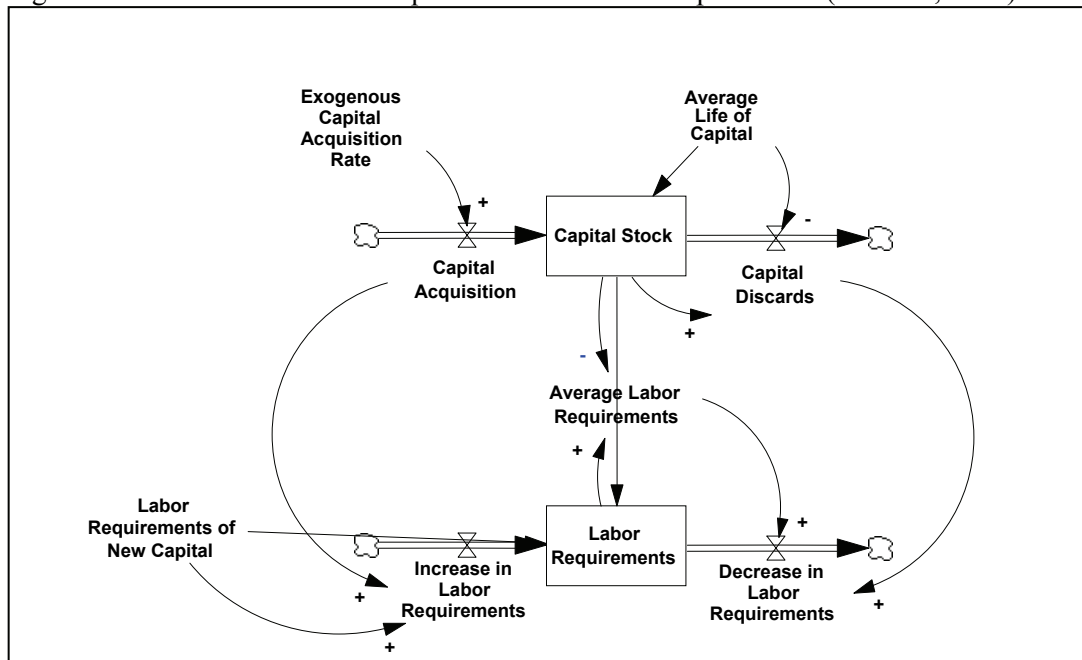 Exogenous
Capital
Acquisition
Rate
Average
Life of
Capital
+
-
Capital Stock
Capital
Acquisition
Capital
Discards
+
-
Average Labor
Requirements
+
Labor
Requirements of
New Capital
+
Labor
Requirements
Increase in
Labor
Requirements
Decrease in
Labor
Requirements
+
+
+